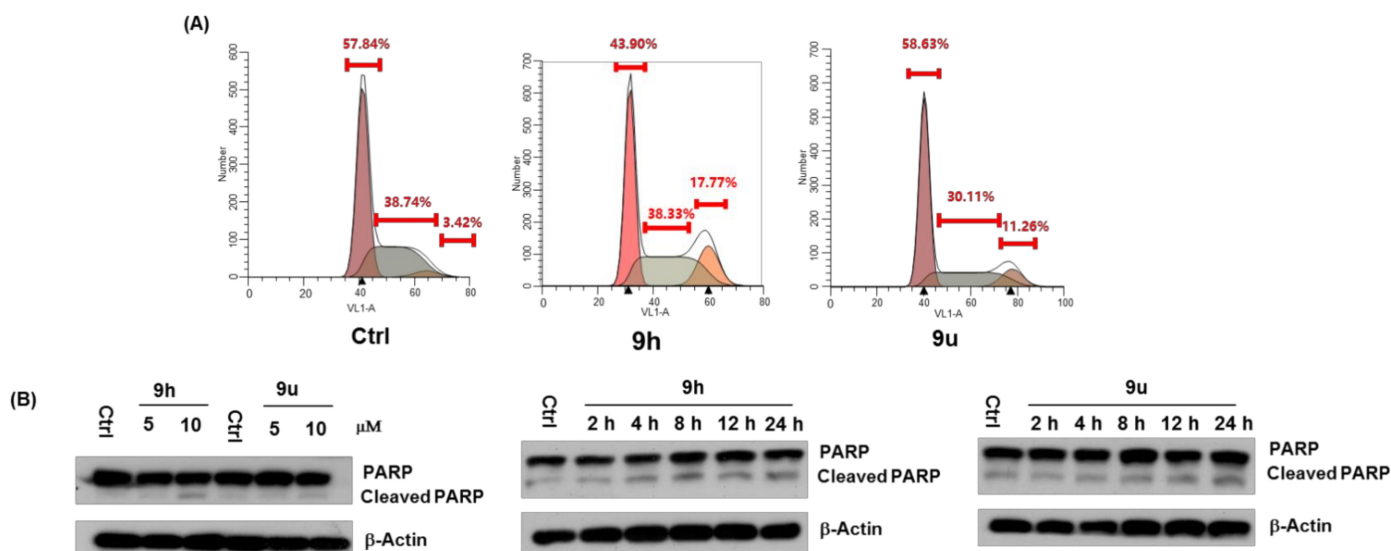 (A)
57.84%
38.74%
3.42%
600
500
400
300
200
100
0
Number
0 20 40 60 80
VL1-A
Ctrl
43.90%
17.77%
38.33%
700
600
500
400
300
200
100
0
Number
0 20 40 60 80
VL1-A
9h
58.63%
30.11%
11.26%
800
700
600
500
400
300
200
100
0
Number
0 20 40 60 80 100
VL1-A
9u
(B)
9h 9u
Ctrl 5 10 Ctrl 5 10 μM
PARP
Cleaved PARP
β-Actin
9h
Ctrl 2 h 4 h 8 h 12 h 24 h
PARP
Cleaved PARP
β-Actin
9u
Ctrl 2 h 4 h 8 h 12 h 24 h
PARP
Cleaved PARP
β-Actin